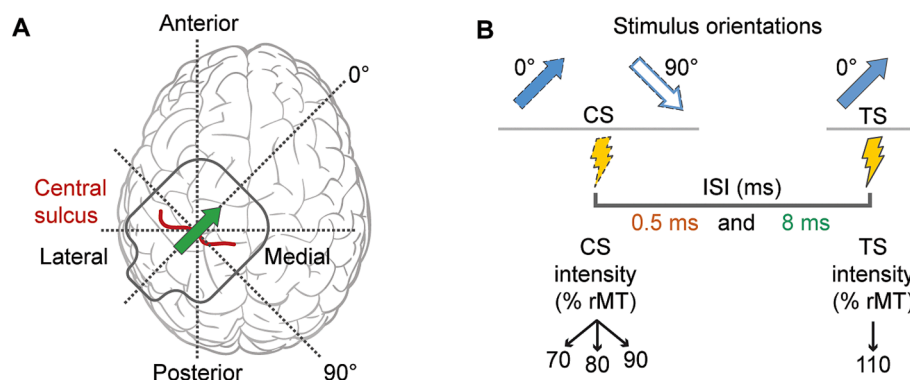 A
Anterior
0°
Central
sulcus
Lateral
Medial
Posterior
90°
B
Stimulus orientations
0°
90°
0°
CS
TS
ISI (ms)
0.5 ms and 8 ms
CS
intensity
(% rMT)
70 80 90
TS
intensity
(% rMT)
110